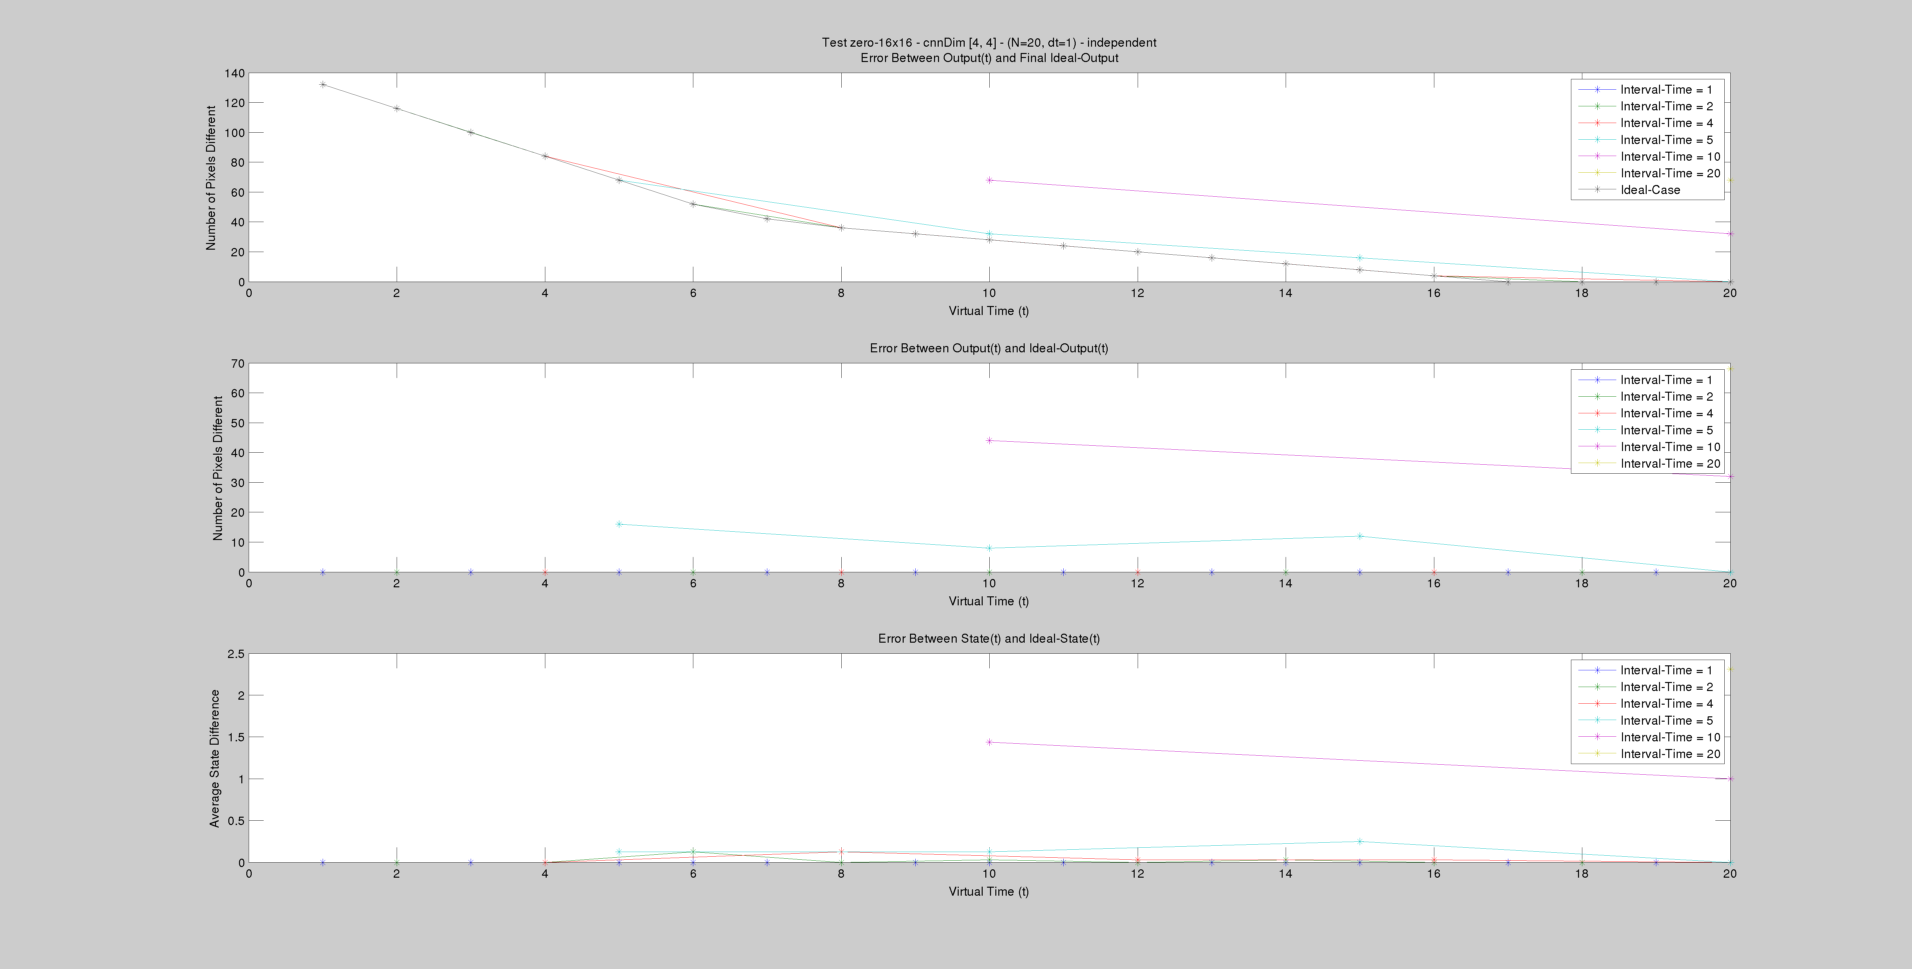 Test zero-16x16 - cnnDim [4, 4] - (N=20, dt=1) - independent
Error Between Output(t) and Final Ideal-Output
140
120
100
80
60
40
20
0
Number of Pixels Different
0 2 4 6 8 10 12 14 16 18 20
Virtual Time (t)
Interval-Time = 1
Interval-Time = 2
Interval-Time = 4
Interval-Time = 5
Interval-Time = 10
Interval-Time = 20
Ideal-Case
Error Between Output(t) and Ideal-Output(t)
70
60
50
40
30
20
10
0
Number of Pixels Different
0 2 4 6 8 10 12 14 16 18 20
Virtual Time (t)
Interval-Time = 1
Interval-Time = 2
Interval-Time = 4
Interval-Time = 5
Interval-Time = 10
Interval-Time = 20
Error Between State(t) and Ideal-State(t)
2.5
2
1.5
1
0.5
0
Average State Difference
0 2 4 6 8 10 12 14 16 18 20
Virtual Time (t)
Interval-Time = 1
Interval-Time = 2
Interval-Time = 4
Interval-Time = 5
Interval-Time = 10
Interval-Time = 20